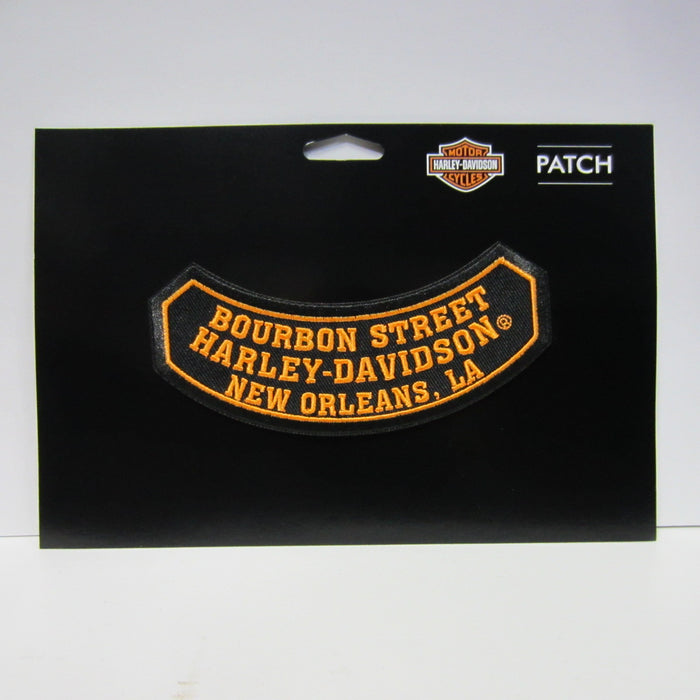 MOTOR
HARLEY-DAVIDSON
CYCLES
PATCH
BOURBON STREET
HARLEY-DAVIDSON®
NEW ORLEANS, LA